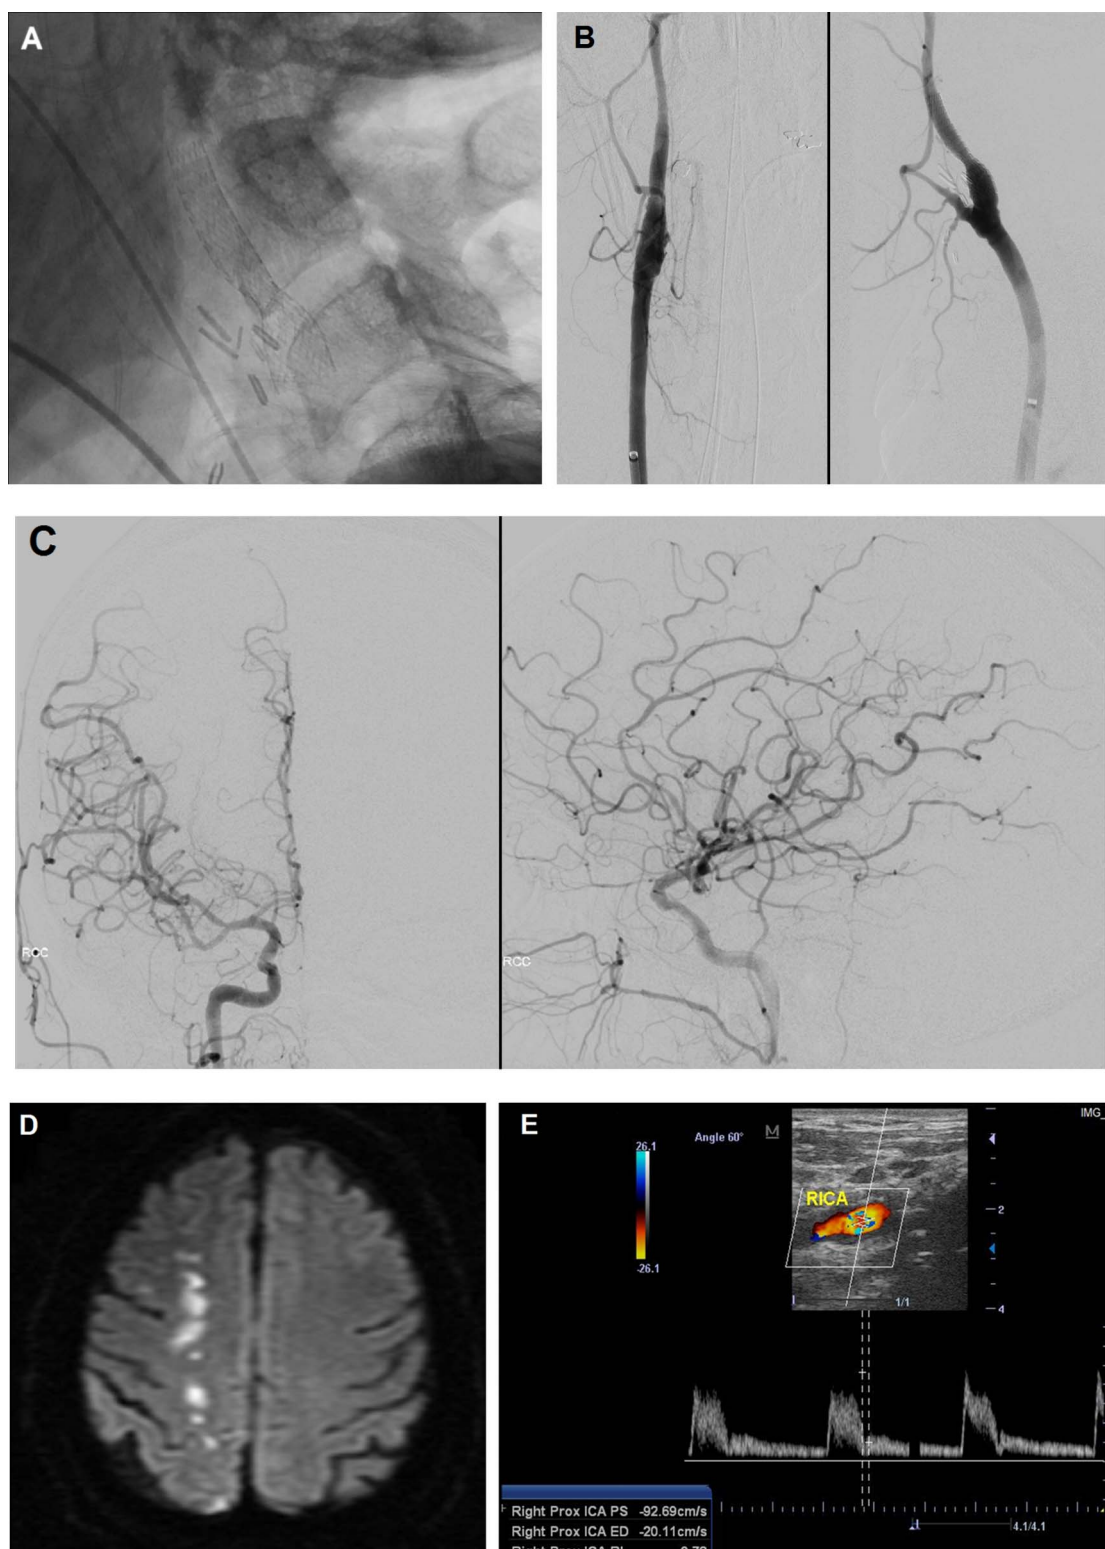 A
B
C
RCC
RCC
D
E
IMG_
Angle 60°
M
26.1
-26.1
RICA
2
4
1/1
Right Prox ICA PS -92.69cm/s
Right Prox ICA ED -20.11cm/s
4.1/4.1